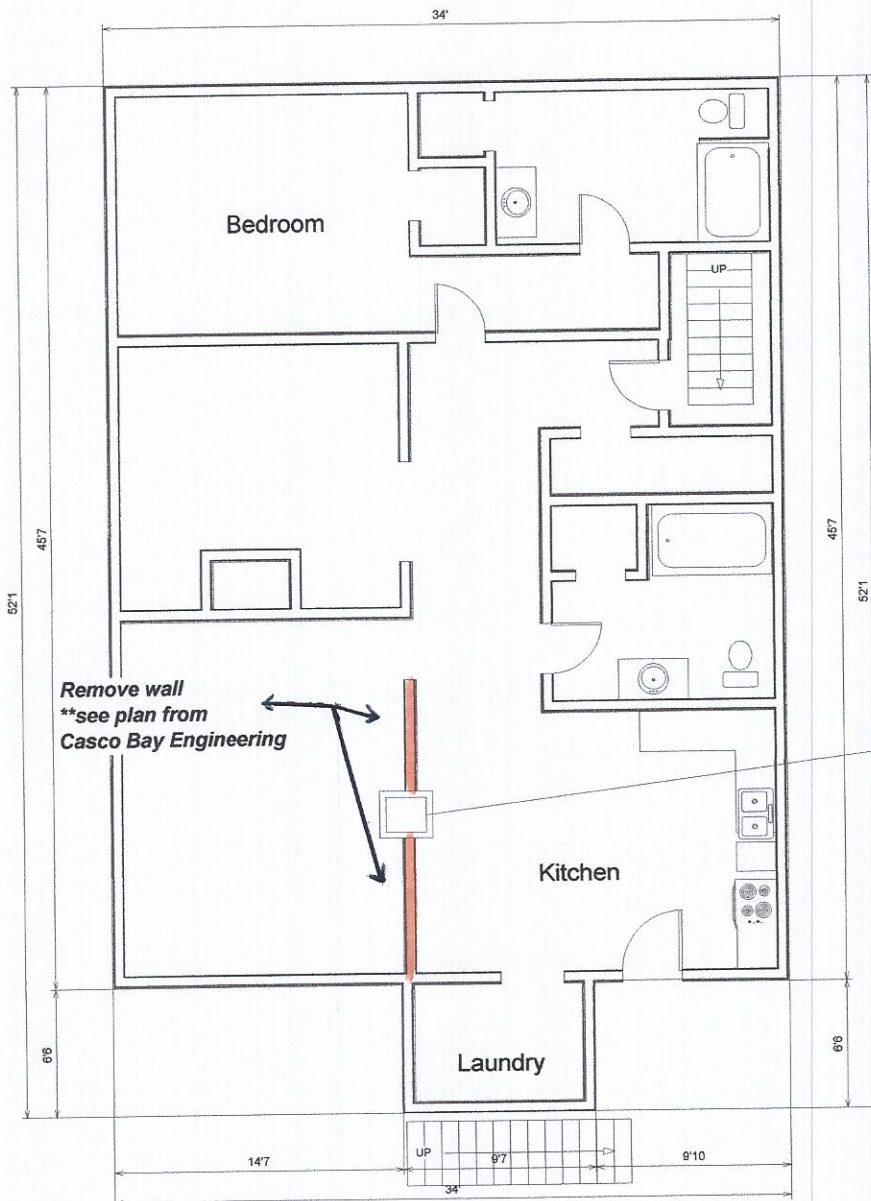 34'
Bedroom
UP
52'1
45'7
45'7
52'1
Remove wall
**see plan from
Casco Bay Engineering
Kitchen
6'6
Laundry
6'6
UP
14'7
9'7
9'10
34'